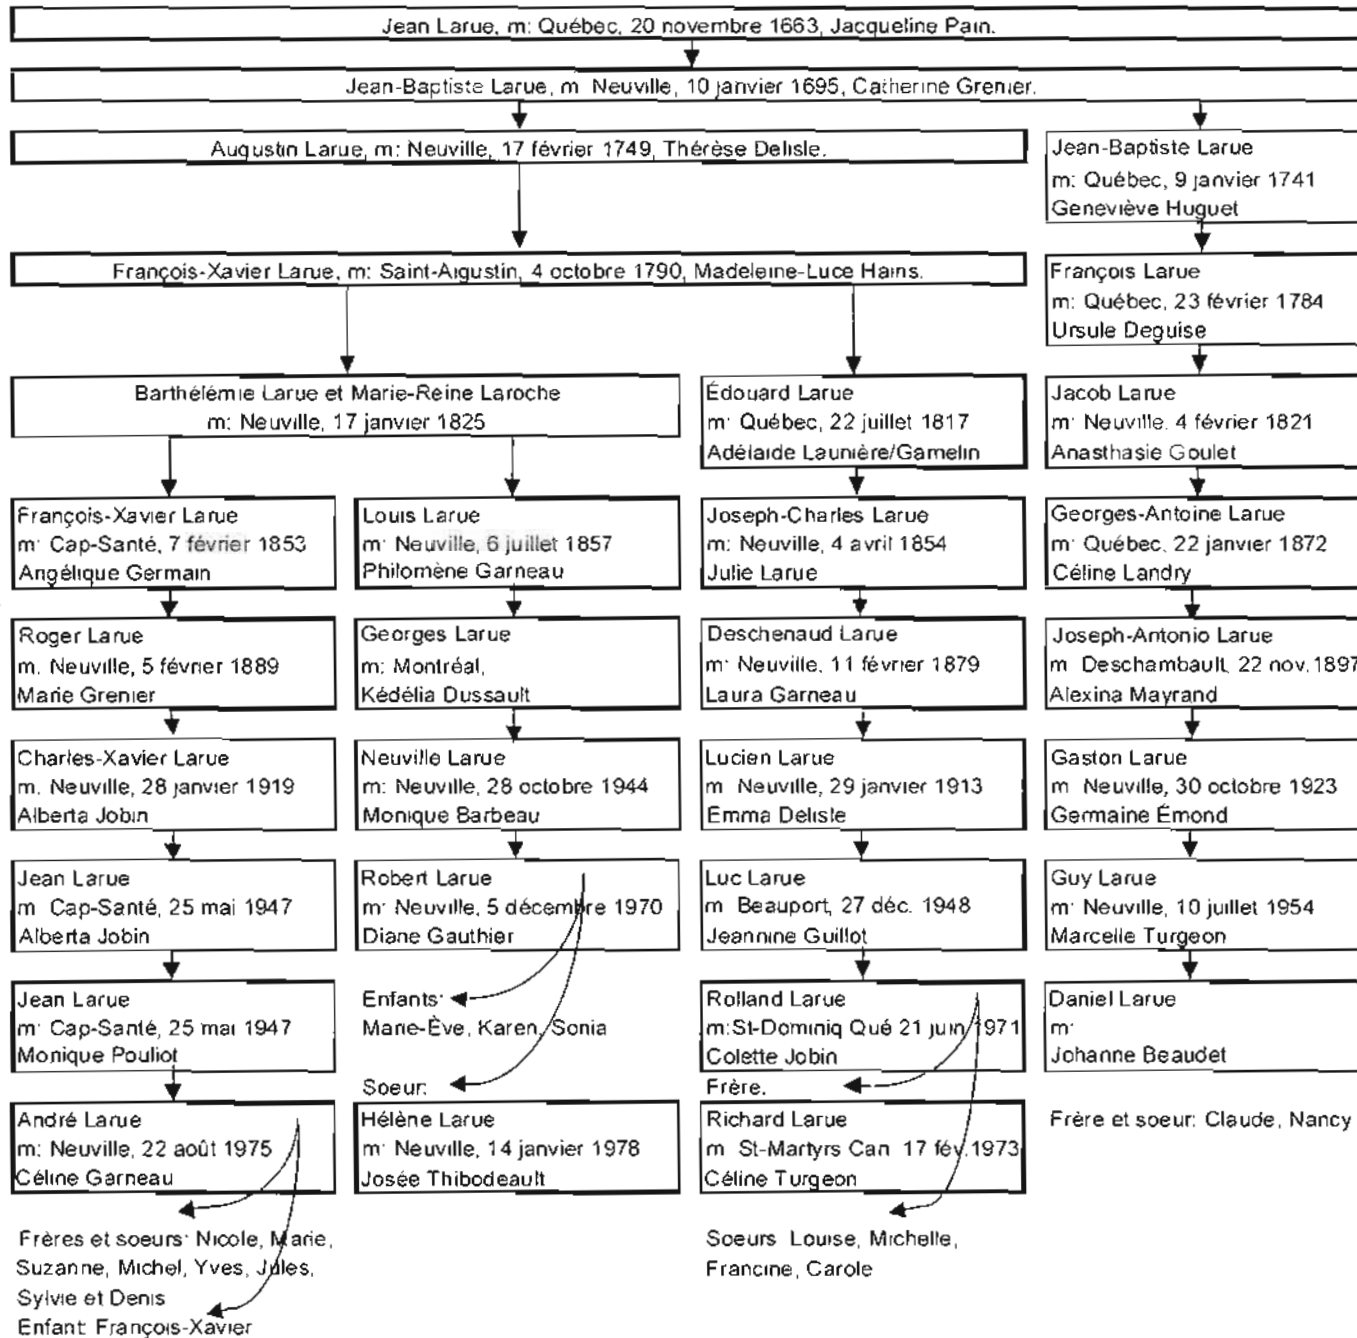 Jean Larue, m: Québec, 20 novembre 1663, Jacqueline Pain.
Jean-Baptiste Larue, m Neuville, 10 janvier 1695, Catherine Grenier.
Augustin Larue, m: Neuville, 17 février 1749, Thérèse Delisle.
Jean-Baptiste Larue
m: Québec, 9 janvier 1741
Geneviève Huguet
François-Xavier Larue, m: Saint-Aigustin, 4 octobre 1790, Madeleine-Luce Hains.
François Larue
m: Québec, 23 février 1784
Ursule Deguise
Barthélémie Larue et Marie-Reine Laroche
m: Neuville, 17 janvier 1825
Édouard Larue
m: Québec, 22 juillet 1817
Adélaide Launière/Gamelin
Jacob Larue
m: Neuville, 4 février 1821
Anasthasie Goulet
François-Xavier Larue
m: Cap-Santé, 7 février 1853
Angélique Germain
Louis Larue
m: Neuville, 6 juillet 1857
Philomène Garneau
Joseph-Charles Larue
m: Neuville, 4 avril 1854
Julie Larue
Georges-Antoine Larue
m: Québec, 22 janvier 1872
Céline Landry
Roger Larue
m. Neuville, 5 février 1889
Marie Grenier
Georges Larue
m: Montréal,
Kédélia Dussault
Deschenaud Larue
m: Neuville, 11 février 1879
Laura Garneau
Joseph-Antonio Larue
m Deschambault, 22 nov.1897
Alexina Mayrand
Charles-Xavier Larue
m. Neuville, 28 janvier 1919
Alberta Jobin
Neuville Larue
m: Neuville, 28 octobre 1944
Monique Barbeau
Lucien Larue
m Neuville, 29 janvier 1913
Emma Delisle
Gaston Larue
m Neuville, 30 octobre 1923
Germaine Émond
Jean Larue
m Cap-Santé, 25 mai 1947
Alberta Jobin
Robert Larue
m: Neuville, 5 décembre 1970
Diane Gauthier
Luc Larue
m Beauport, 27 déc. 1948
Jeannine Guillot
Guy Larue
m: Neuville, 10 juillet 1954
Marcelle Turgeon
Jean Larue
m: Cap-Santé, 25 mai 1947
Monique Pouliot
Enfants:
Marie-Ève, Karen, Sonia
Soeur:
Rolland Larue
m:St-Dominiq Qué 21 juin 1971
Colette Jobin
Frère.
Daniel Larue
m:
Johanne Beaudet
André Larue
m: Neuville, 22 août 1975
Céline Garneau
Hélène Larue
m: Neuville, 14 janvier 1978
Josée Thibodeault
Richard Larue
m St-Martyrs Can 17 fév.1973
Céline Turgeon
Frère et soeur: Claude, Nancy
Frères et soeurs: Nicole, Marie,
Suzanne, Michel, Yves, Jules,
Sylvie et Denis
Enfant: François-Xavier
Soeurs Louise, Michelle,
Francine, Carole